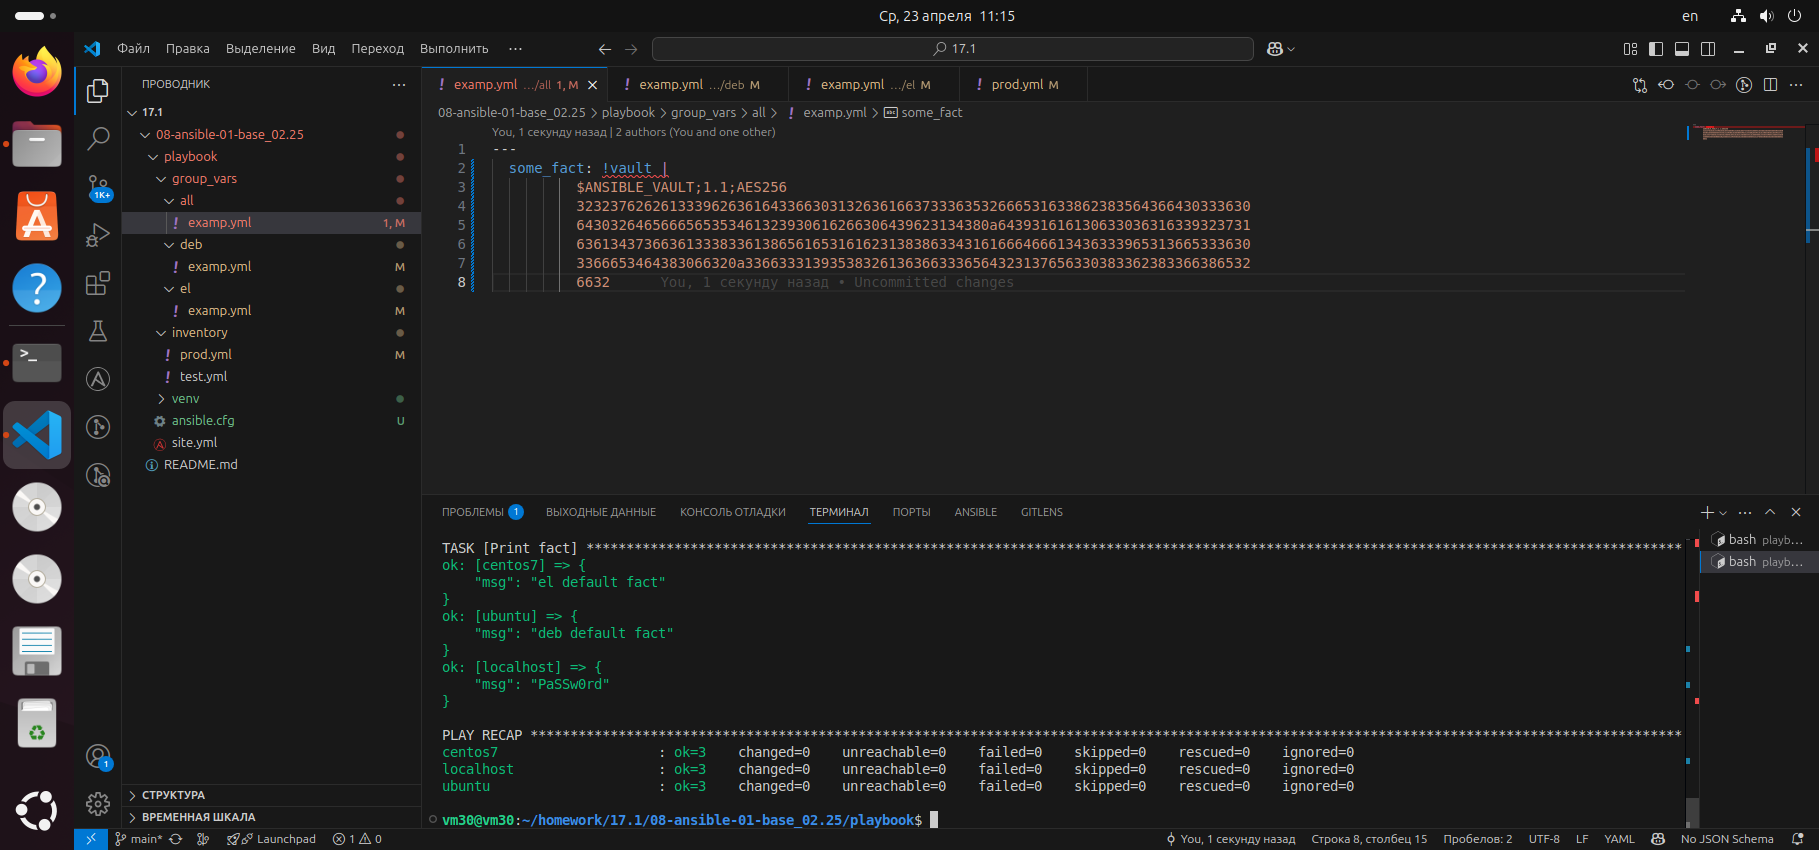 Ср, 23 апреля 11:15
en
Файл Правка Выделение Вид Переход Выполнить ···
17.1
ПРОВОДНИК
17.1
08-ansible-01-base_02.25
playbook
group_vars
all
examp.yml 1, M
deb
examp.yml M
el
examp.yml M
inventory
prod.yml M
test.yml
venv
ansible.cfg U
site.yml
README.md
СТРУКТУРА
ВРЕМЕННАЯ ШКАЛА
1K+
1
examp.yml .../all 1, M
examp.yml .../deb M
examp.yml .../el M
prod.yml M
08-ansible-01-base_02.25 > playbook > group_vars > all > examp.yml > some_fact
You, 1 секунду назад | 2 authors (You and one other)
1 ---
2 some_fact: !vault |
3 $ANSIBLE_VAULT;1.1;AES256
4
5
6
7
8 6632 You, 1 секунду назад • Uncommitted changes
ПРОБЛЕМЫ 1 ВЫХОДНЫЕ ДАННЫЕ КОНСОЛЬ ОТЛАДКИ ТЕРМИНАЛ ПОРТЫ ANSIBLE GITLENS
bash playb...
bash playb...
TASK [Print fact]
ok: [centos7] => {
"msg": "el default fact"
}
ok: [ubuntu] => {
"msg": "deb default fact"
}
ok: [localhost] => {
"msg": "PaSSw0rd"
}
PLAY RECAP
centos7 : ok=3 changed=0 unreachable=0 failed=0 skipped=0 rescued=0 ignored=0
localhost : ok=3 changed=0 unreachable=0 failed=0 skipped=0 rescued=0 ignored=0
ubuntu : ok=3 changed=0 unreachable=0 failed=0 skipped=0 rescued=0 ignored=0
vm30@vm30:~/homework/17.1/08-ansible-01-base_02.25/playbook$
main* Launchpad 1 0 You, 1 секунду назад Строка 8, столбец 15 Пробелов: 2 UTF-8 LF YAML No JSON Schema